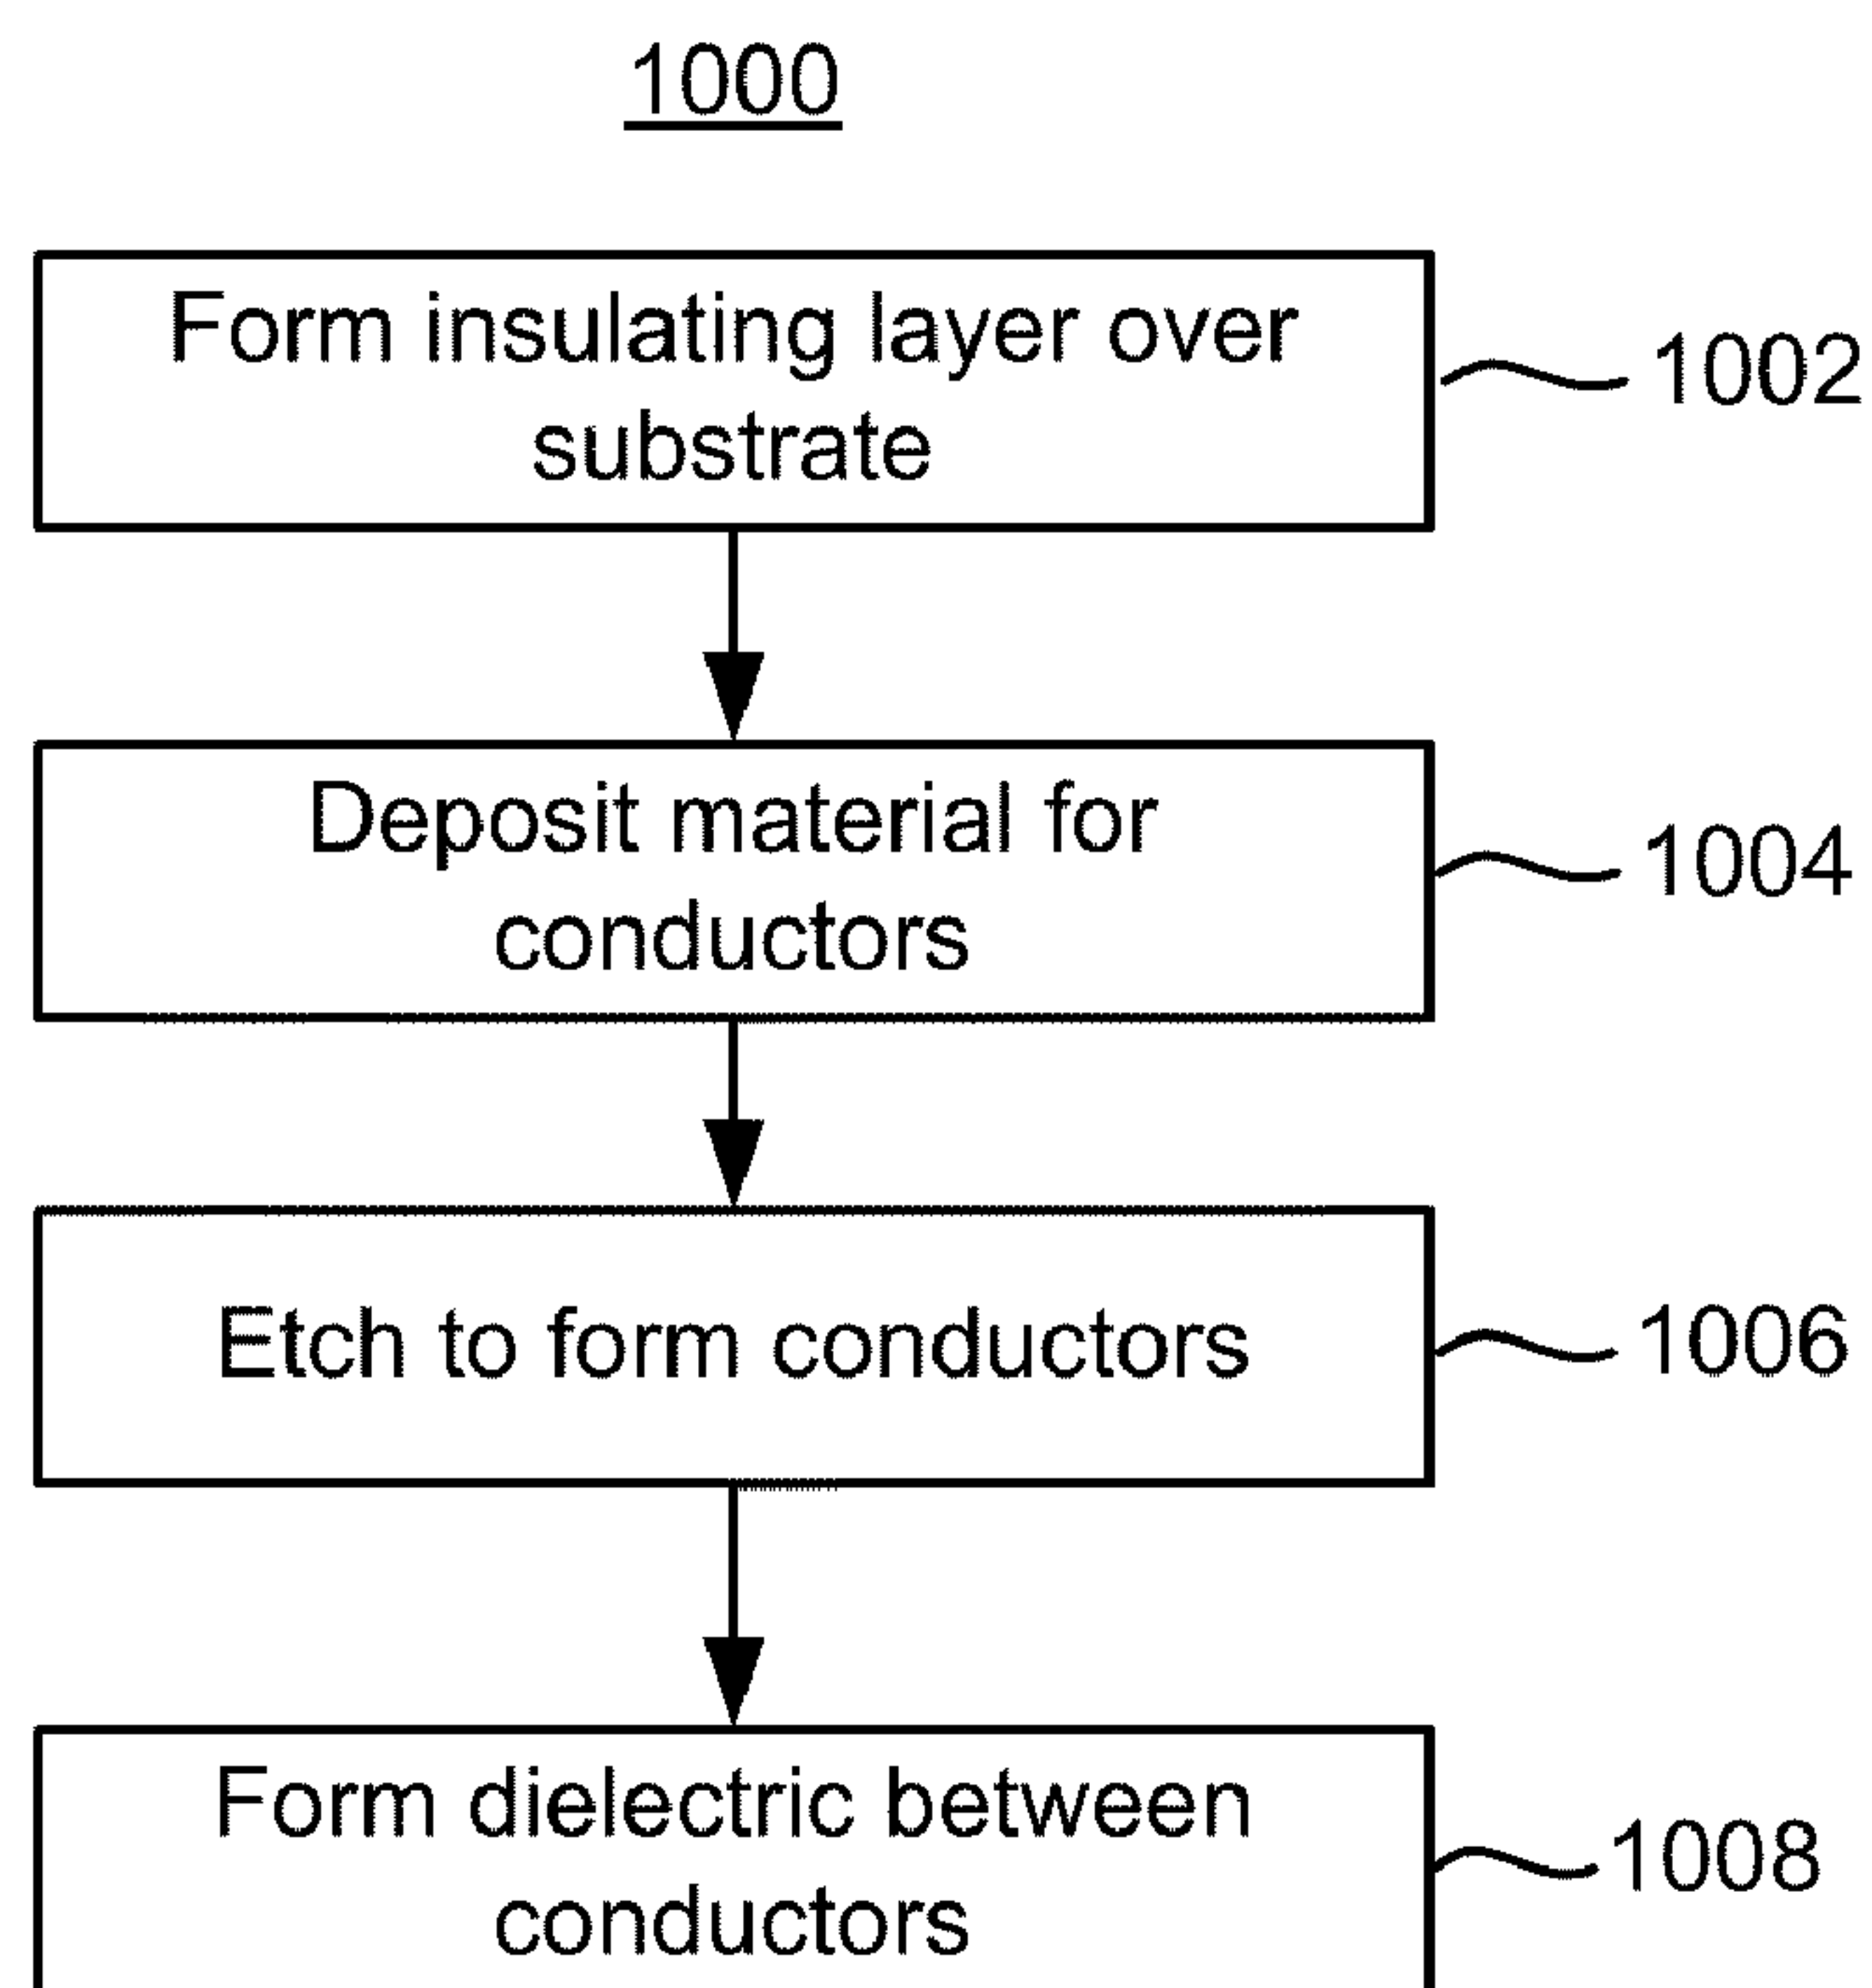 1000
Form insulating layer over
substrate
1002
Deposit material for
conductors
1004
Etch to form conductors
1006
Form dielectric between
conductors
1008